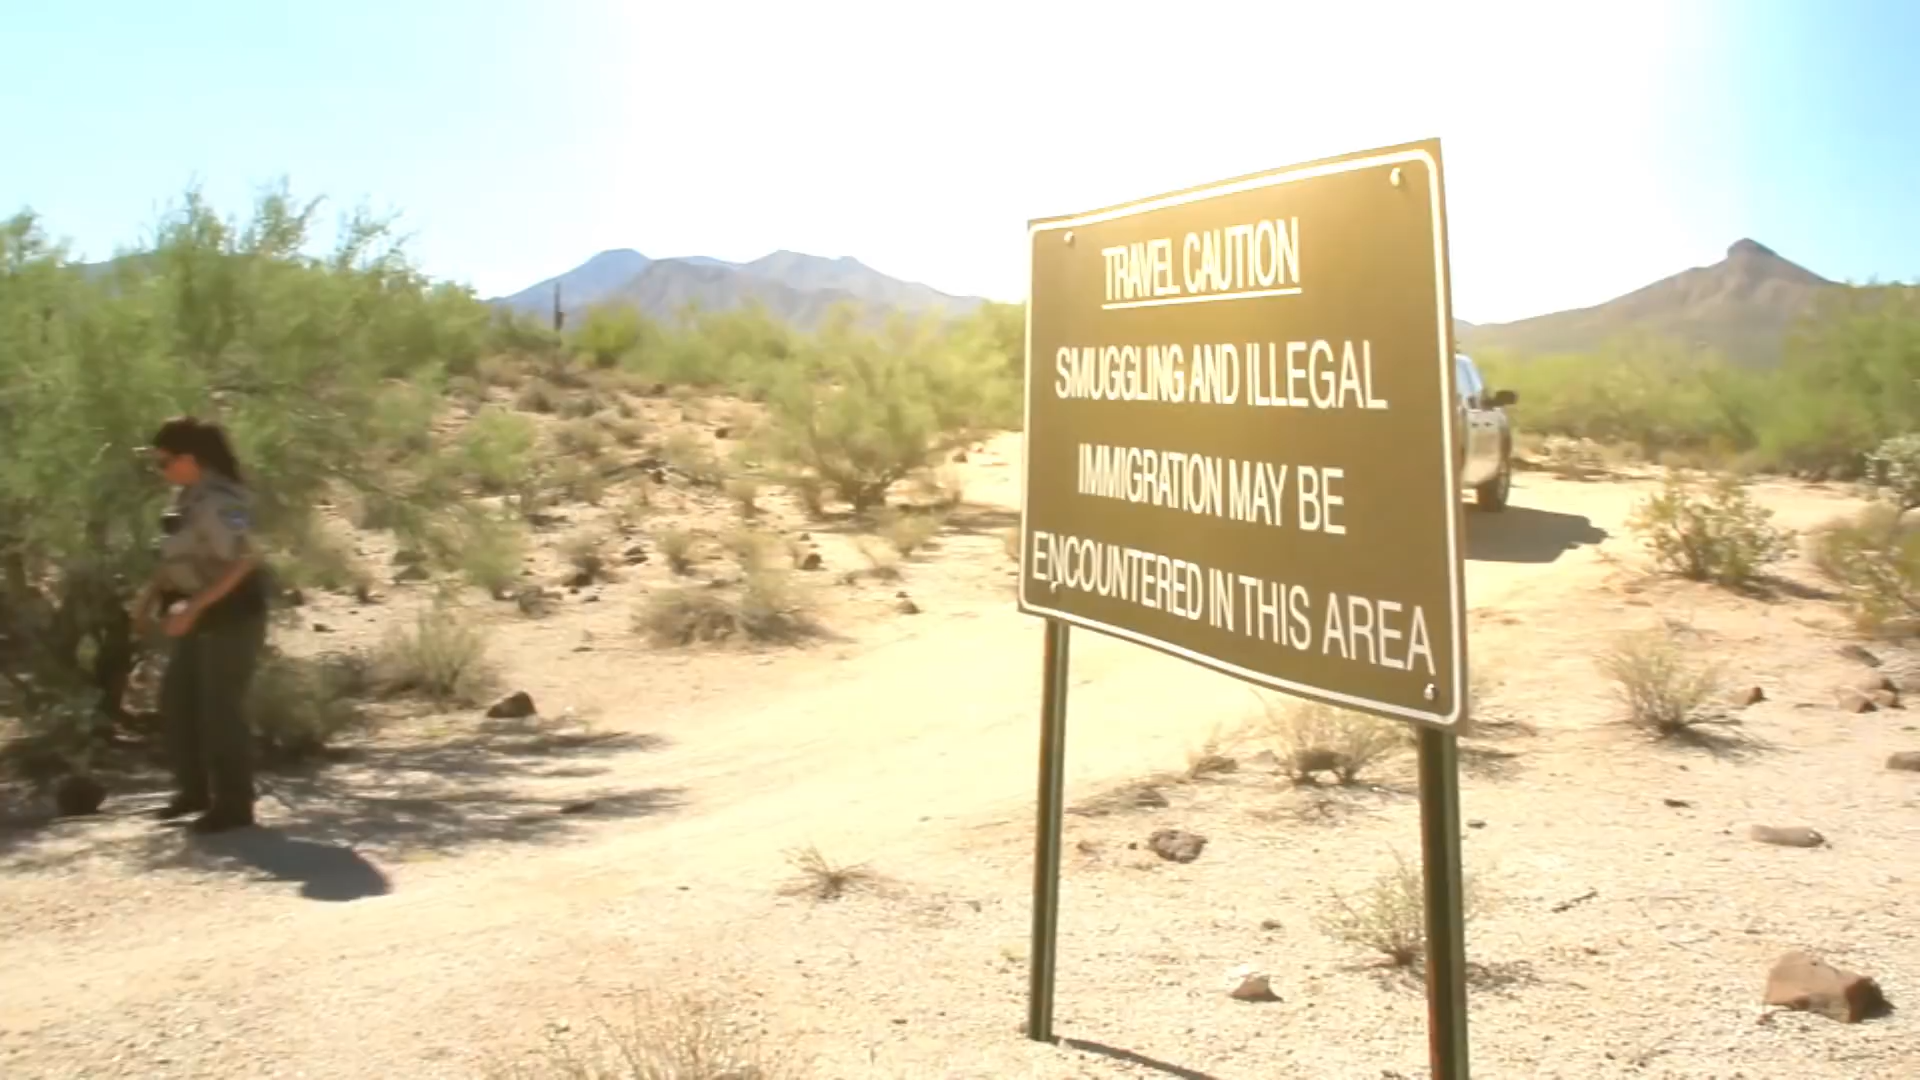 TRAVEL CAUTION
SMUGGLING AND ILLEGAL
IMMIGRATION MAY BE
ENCOUNTERED IN THIS AREA